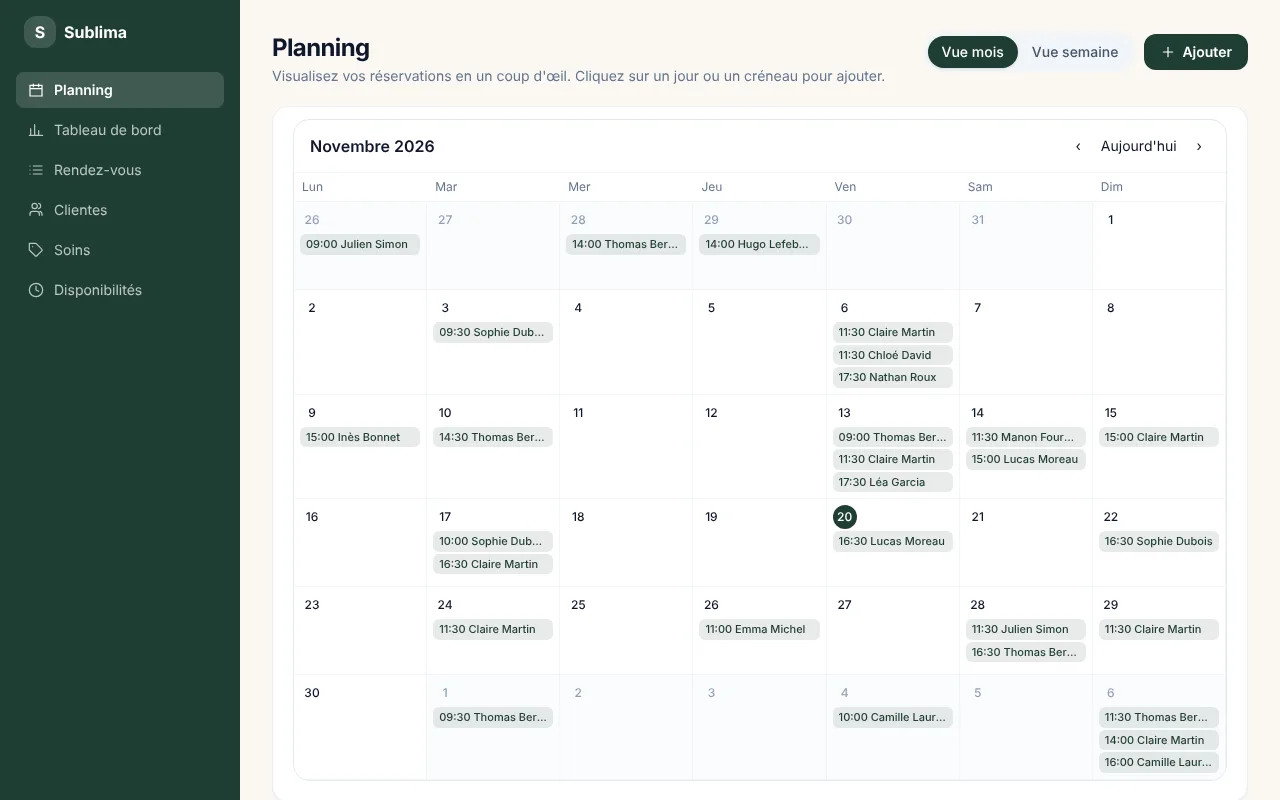 S Sublima
Planning
Tableau de bord
Rendez-vous
Clientes
Soins
Disponibilités
Planning
Visualisez vos réservations en un coup d'œil. Cliquez sur un jour ou un créneau pour ajouter.
Vue mois Vue semaine + Ajouter
Novembre 2026 ‹ Aujourd'hui ›
Lun Mar Mer Jeu Ven Sam Dim
26 27 28 29 30 31 1
09:00 Julien Simon 14:00 Thomas Ber... 14:00 Hugo Lefeb...
2 3 4 5 6 7 8
09:30 Sophie Dub... 11:30 Claire Martin
11:30 Chloé David
17:30 Nathan Roux
9 10 11 12 13 14 15
15:00 Inès Bonnet 14:30 Thomas Ber... 09:00 Thomas Ber... 11:30 Manon Four... 15:00 Claire Martin
11:30 Claire Martin 15:00 Lucas Moreau
17:30 Léa Garcia
16 17 18 19 20 21 22
10:00 Sophie Dub... 16:30 Lucas Moreau 16:30 Sophie Dubois
16:30 Claire Martin
23 24 25 26 27 28 29
11:30 Claire Martin 11:00 Emma Michel 11:30 Julien Simon 11:30 Claire Martin
16:30 Thomas Ber...
30 1 2 3 4 5 6
09:30 Thomas Ber... 10:00 Camille Laur... 11:30 Thomas Ber...
14:00 Claire Martin
16:00 Camille Laur...